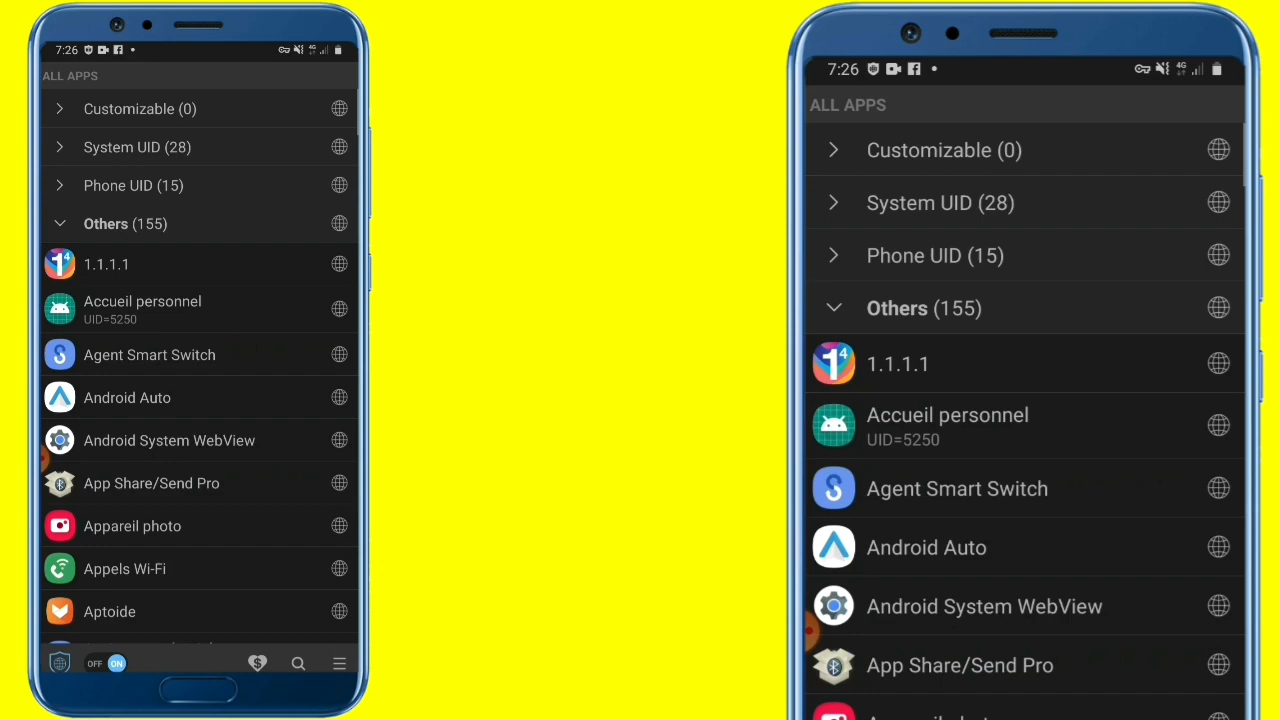 7:26
ALL APPS
Customizable (0)
System UID (28)
Phone UID (15)
Others (155)
1.1.1.1
Accueil personnel
UID=5250
Agent Smart Switch
Android Auto
Android System WebView
App Share/Send Pro
Appareil photo
Appels Wi-Fi
Aptoide
OFF ON
7:26 4G
ALL APPS
Customizable (0)
System UID (28)
Phone UID (15)
Others (155)
1.1.1.1
Accueil personnel
UID=5250
Agent Smart Switch
Android Auto
Android System WebView
App Share/Send Pro